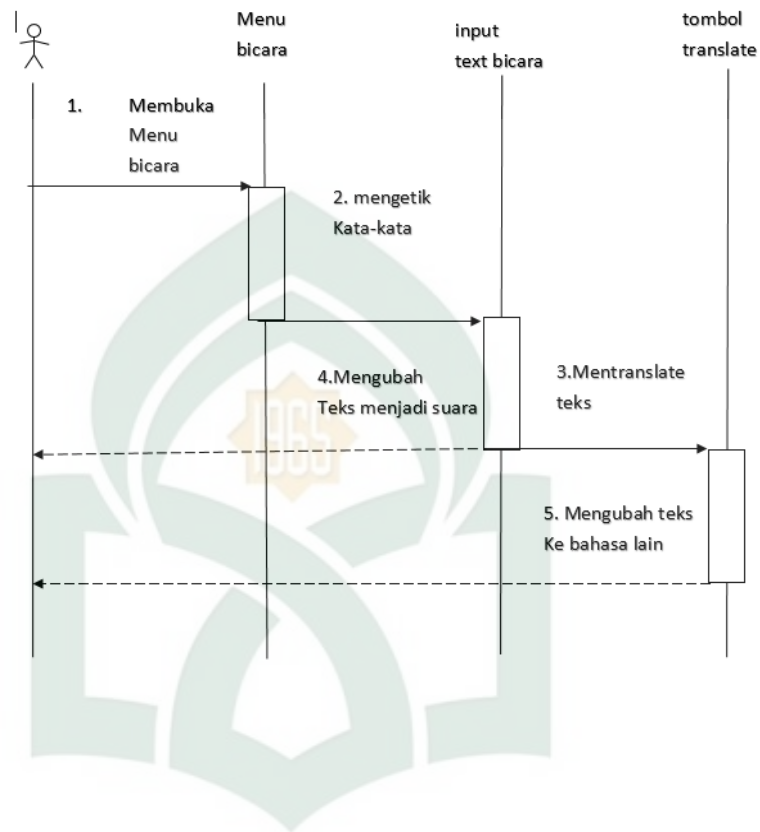 Menu
bicara
input
text bicara
tombol
translate
1. Membuka
Menu
bicara
2. mengetik
Kata-kata
4.Mengubah
Teks menjadi suara
3.Mentranslate
teks
1965
5. Mengubah teks
Ke bahasa lain